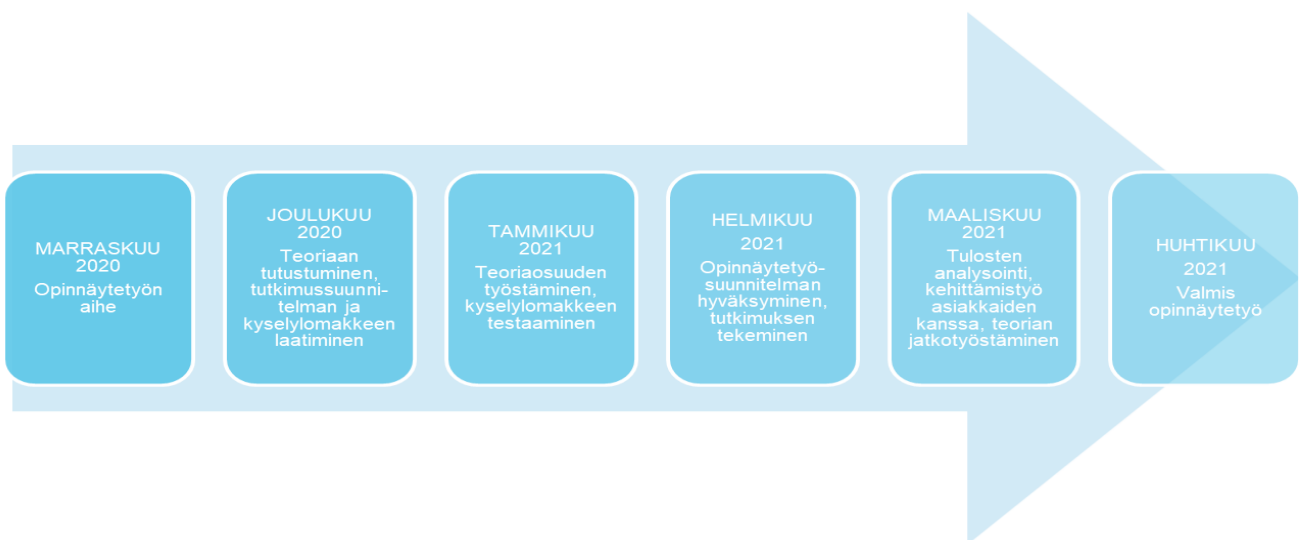 MARRASKUU
2020
Opinnäytetyön
aihe
JOULUKUU
2020
Teoriaan
tutustuminen,
tutkimussuunni-
telman ja
kyselylomakkeen
laatiminen
TAMMIKUU
2021
Teoriaosuuden
työstäminen,
kyselylomakkeen
testaaminen
HELMIKUU
2021
Opinnäytetyö-
suunnitelman
hyväksyminen,
tutkimuksen
tekeminen
MAALISKUU
2021
Tulosten
analysointi,
kehittämistyö
asiakkaiden
kanssa, teorian
jatkotyöstäminen
HUHTIKUU
2021
Valmis
opinnäytetyö